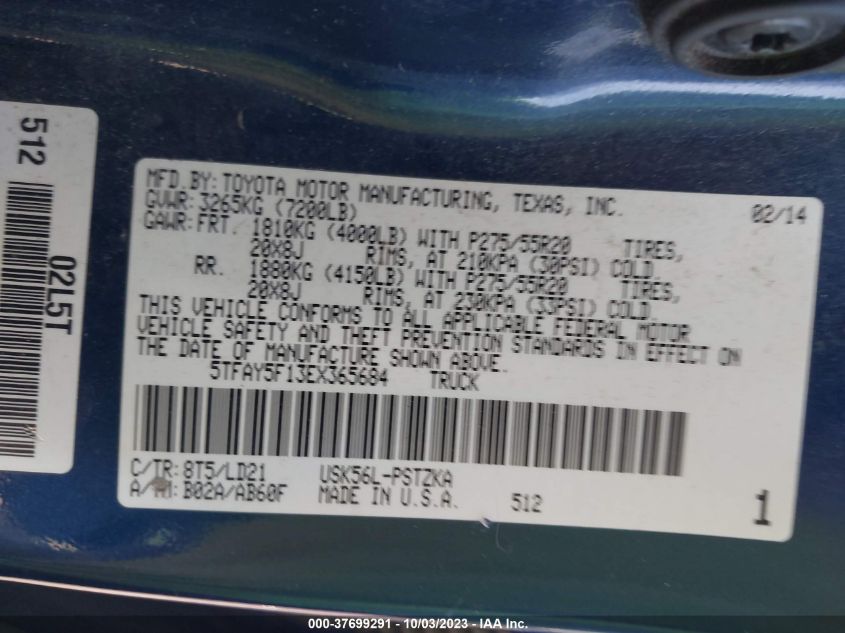 512
02L5T
MFD.BY:TOYOTA MOTOR MANUFACTURING, TEXAS, INC. 02/14
GVWR:3265KG (7200LB)
GAWR:FRT. 1810KG (4000LB) WITH P275/55R20 TIRES,
20X8J RIMS, AT 210KPA (30PSI) COLD.
RR. 1880KG (4150LB) WITH P275/55R20 TIRES,
20X8J RIMS, AT 230KPA (33PSI) COLD.
THIS VEHICLE CONFORMS TO ALL APPLICABLE FEDERAL MOTOR
VEHICLE SAFETY AND THEFT PREVENTION STANDARDS IN EFFECT ON
THE DATE OF MANUFACTURE SHOWN ABOVE.
5TFAY5F13EX365684 TRUCK
C/TR:8T5/LD21 USK56L-PSTZKA
A/TM:B02A/AB60F MADE IN U.S.A. 512 1
000-37699291 - 10/03/2023 - IAA Inc.